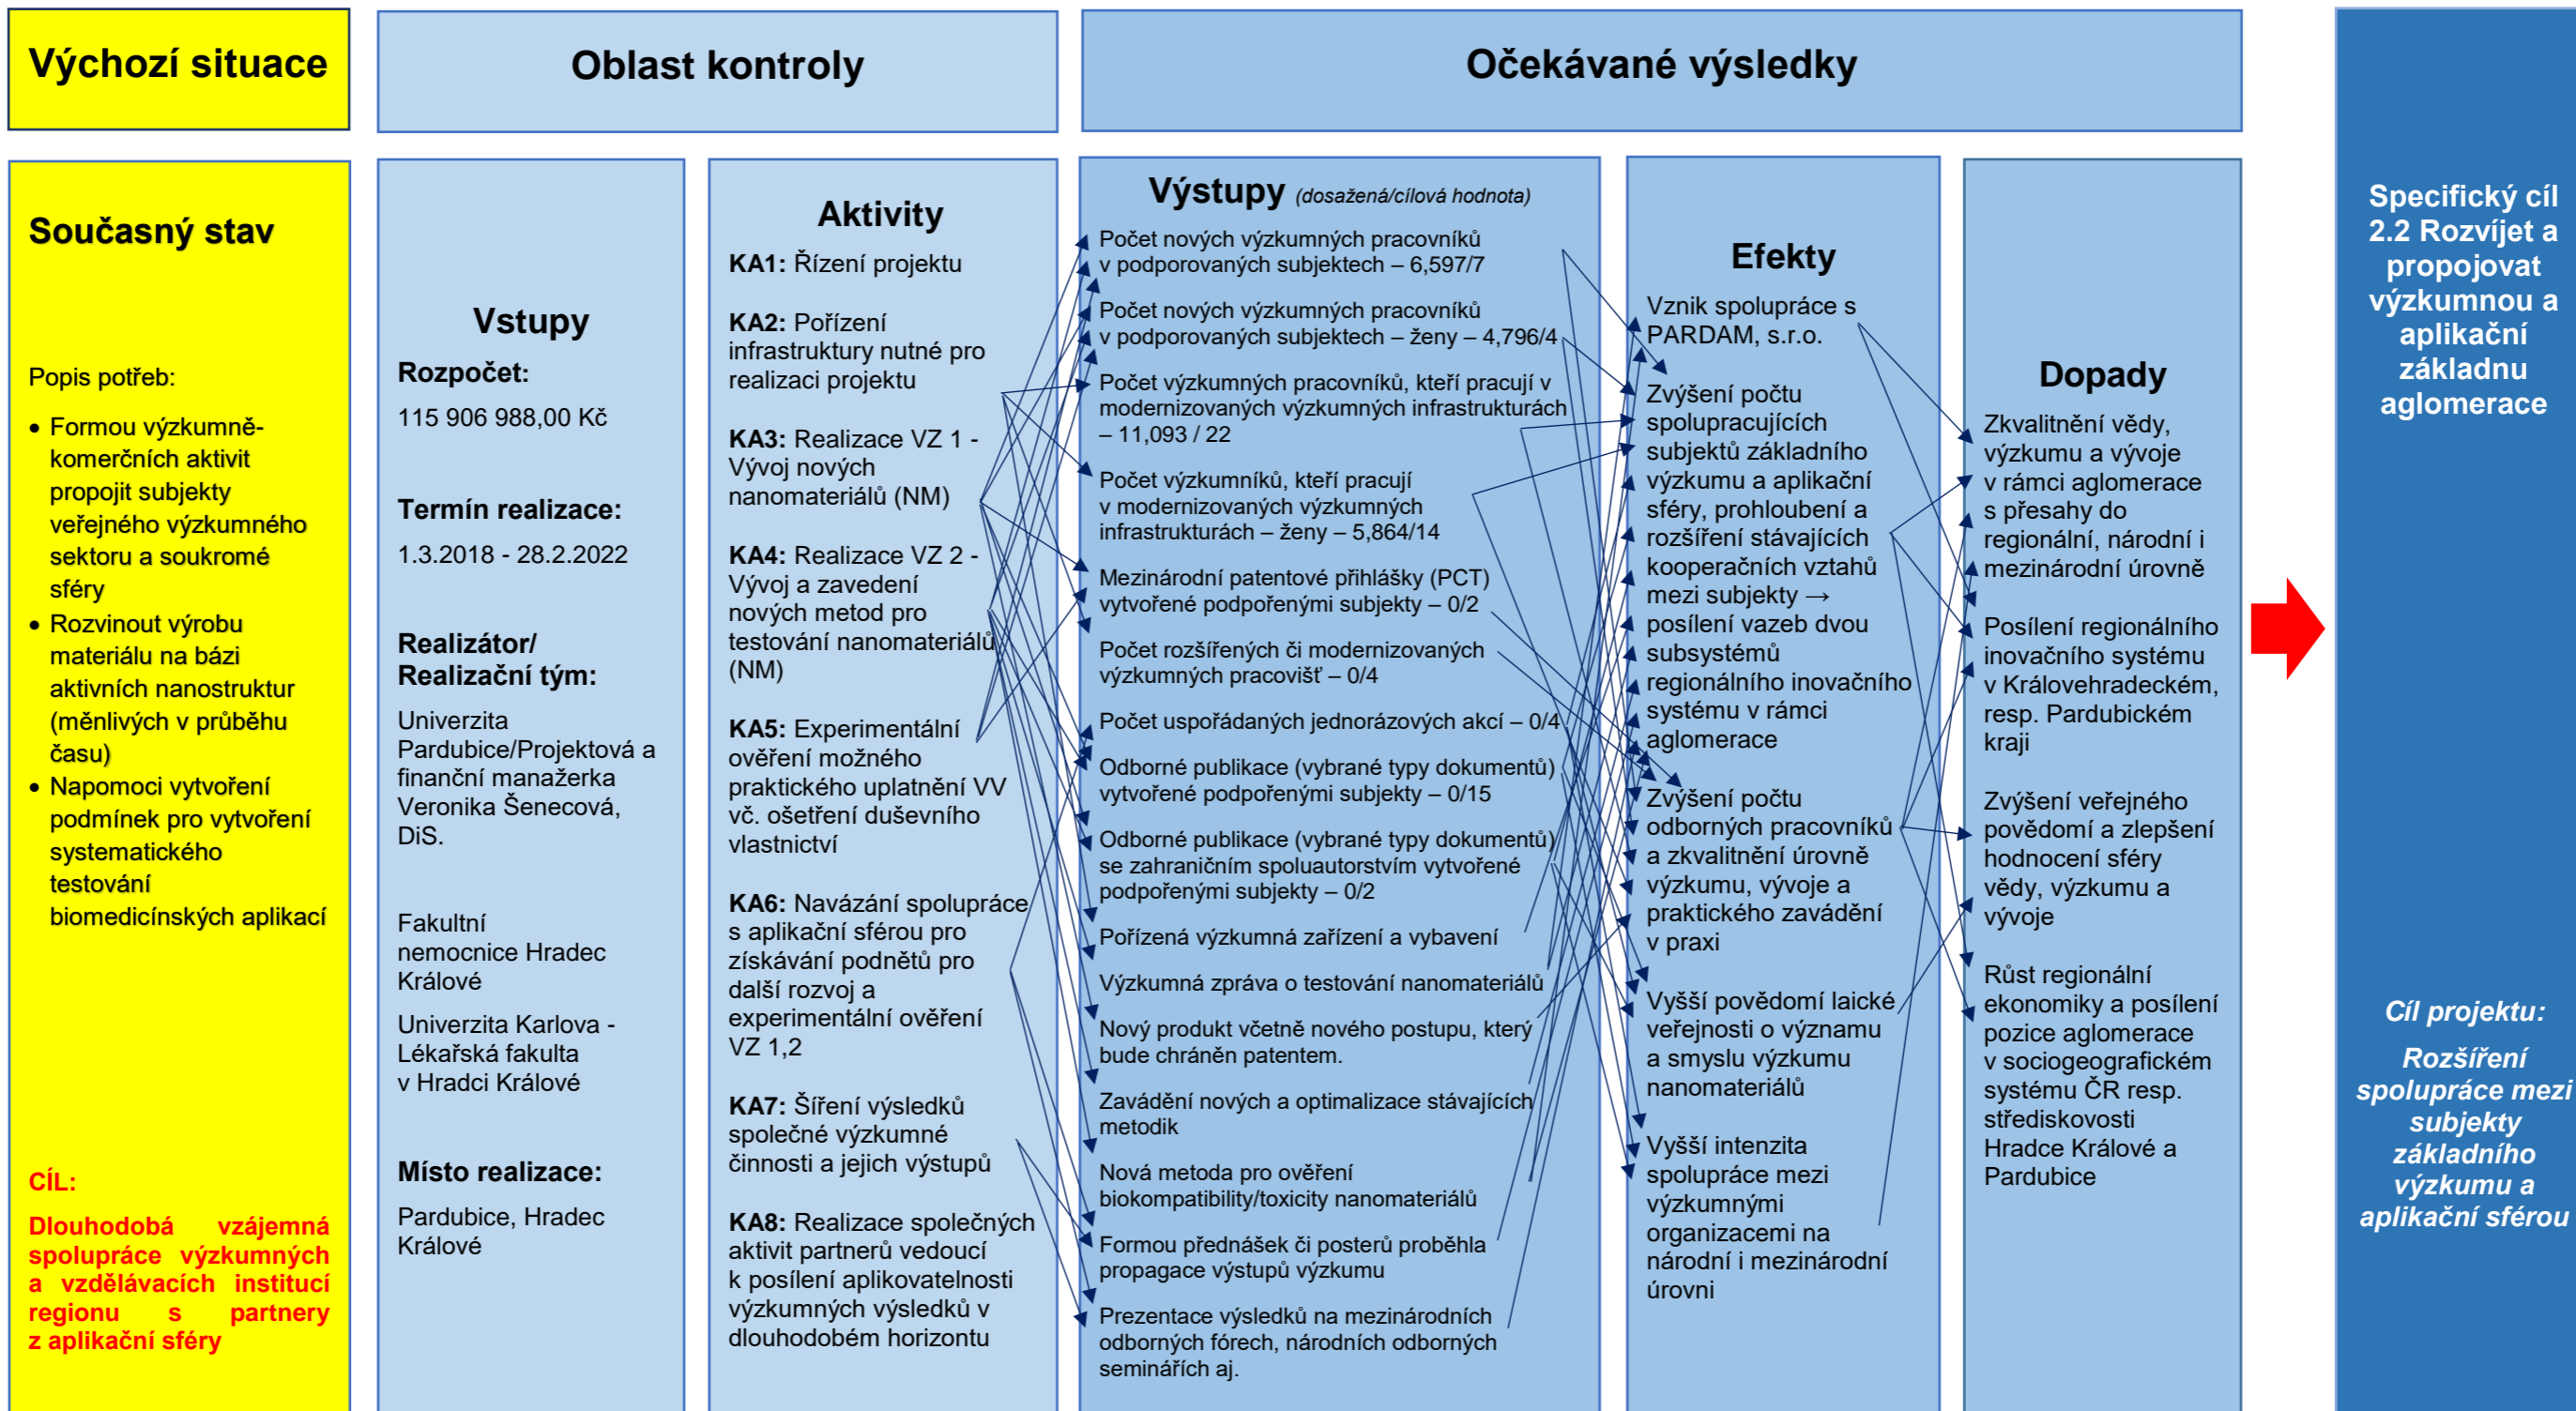 Výchozí situace
Oblast kontroly
Očekávané výsledky
Současný stav
Popis potřeb:
• Formou výzkumně-
komerčních aktivit
propojit subjekty
veřejného výzkumného
sektoru a soukromé
sféry
• Rozvinout výrobu
materiálu na bázi
aktivních nanostruktur
(měnlivých v průběhu
času)
• Napomoci vytvoření
podmínek pro vytvoření
systematického
testování
biomedicínských aplikací
CÍL:
Dlouhodobá vzájemná
spolupráce výzkumných
a vzdělávacích institucí
regionu s partnery
z aplikační sféry
Vstupy
Rozpočet:
115 906 988,00 Kč
Termín realizace:
1.3.2018 - 28.2.2022
Realizátor/
Realizační tým:
Univerzita
Pardubice/Projektová a
finanční manažerka
Veronika Šenecová,
DiS.
Fakultní
nemocnice Hradec
Králové
Univerzita Karlova -
Lékařská fakulta
v Hradci Králové
Místo realizace:
Pardubice, Hradec
Králové
Aktivity
KA1: Řízení projektu
KA2: Pořízení
infrastruktury nutné pro
realizaci projektu
KA3: Realizace VZ 1 -
Vývoj nových
nanomateriálů (NM)
KA4: Realizace VZ 2 -
Vývoj a zavedení
nových metod pro
testování nanomateriálů
(NM)
KA5: Experimentální
ověření možného
praktického uplatnění VV
vč. ošetření duševního
vlastnictví
KA6: Navázání spolupráce
s aplikační sférou pro
získávání podnětů pro
další rozvoj a
experimentální ověření
VZ 1,2
KA7: Šíření výsledků
společné výzkumné
činnosti a jejich výstupů
KA8: Realizace společných
aktivit partnerů vedoucí
k posílení aplikovatelnosti
výzkumných výsledků v
dlouhodobém horizontu
Výstupy (dosažená/cílová hodnota)
Počet nových výzkumných pracovníků
v podporovaných subjektech – 6,597/7
Počet nových výzkumných pracovníků
v podporovaných subjektech – ženy – 4,796/4
Počet výzkumných pracovníků, kteří pracují v
modernizovaných výzkumných infrastrukturách
– 11,093 / 22
Počet výzkumníků, kteří pracují
v modernizovaných výzkumných
infrastrukturách – ženy – 5,864/14
Mezinárodní patentové přihlášky (PCT)
vytvořené podpořenými subjekty – 0/2
Počet rozšířených či modernizovaných
výzkumných pracovišť – 0/4
Počet uspořádaných jednorázových akcí – 0/4
Odborné publikace (vybrané typy dokumentů)
vytvořené podpořenými subjekty – 0/15
Odborné publikace (vybrané typy dokumentů)
se zahraničním spoluautorstvím vytvořené
podpořenými subjekty – 0/2
Pořízená výzkumná zařízení a vybavení
Výzkumná zpráva o testování nanomateriálů
Nový produkt včetně nového postupu, který
bude chráněn patentem.
Zavádění nových a optimalizace stávajících
metodik
Nová metoda pro ověření
biokompatibility/toxicity nanomateriálů
Formou přednášek či posterů proběhla
propagace výstupů výzkumu
Prezentace výsledků na mezinárodních
odborných fórech, národních odborných
seminářích aj.
Efekty
Vznik spolupráce s
PARDAM, s.r.o.
Zvýšení počtu
spolupracujících
subjektů základního
výzkumu a aplikační
sféry, prohloubení a
rozšíření stávajících
kooperačních vztahů
mezi subjekty →
posílení vazeb dvou
subsystémů
regionálního inovačního
systému v rámci
aglomerace
Zvýšení počtu
odborných pracovníků
a zkvalitnění úrovně
výzkumu, vývoje a
praktického zavádění
v praxi
Vyšší povědomí laické
veřejnosti o významu
a smyslu výzkumu
nanomateriálů
Vyšší intenzita
spolupráce mezi
výzkumnými
organizacemi na
národní i mezinárodní
úrovni
Dopady
Zkvalitnění vědy,
výzkumu a vývoje
v rámci aglomerace
s přesahy do
regionální, národní i
mezinárodní úrovně
Posílení regionálního
inovačního systému
v Královehradeckém,
resp. Pardubickém
kraji
Zvýšení veřejného
povědomí a zlepšení
hodnocení sféry
vědy, výzkumu a
vývoje
Růst regionální
ekonomiky a posílení
pozice aglomerace
v sociogeografickém
systému ČR resp.
střediskovosti
Hradce Králové a
Pardubice
Specifický cíl
2.2 Rozvíjet a
propojovat
výzkumnou a
aplikační
základnu
aglomerace
Cíl projektu:
Rozšíření
spolupráce mezi
subjekty
základního
výzkumu a
aplikační sférou